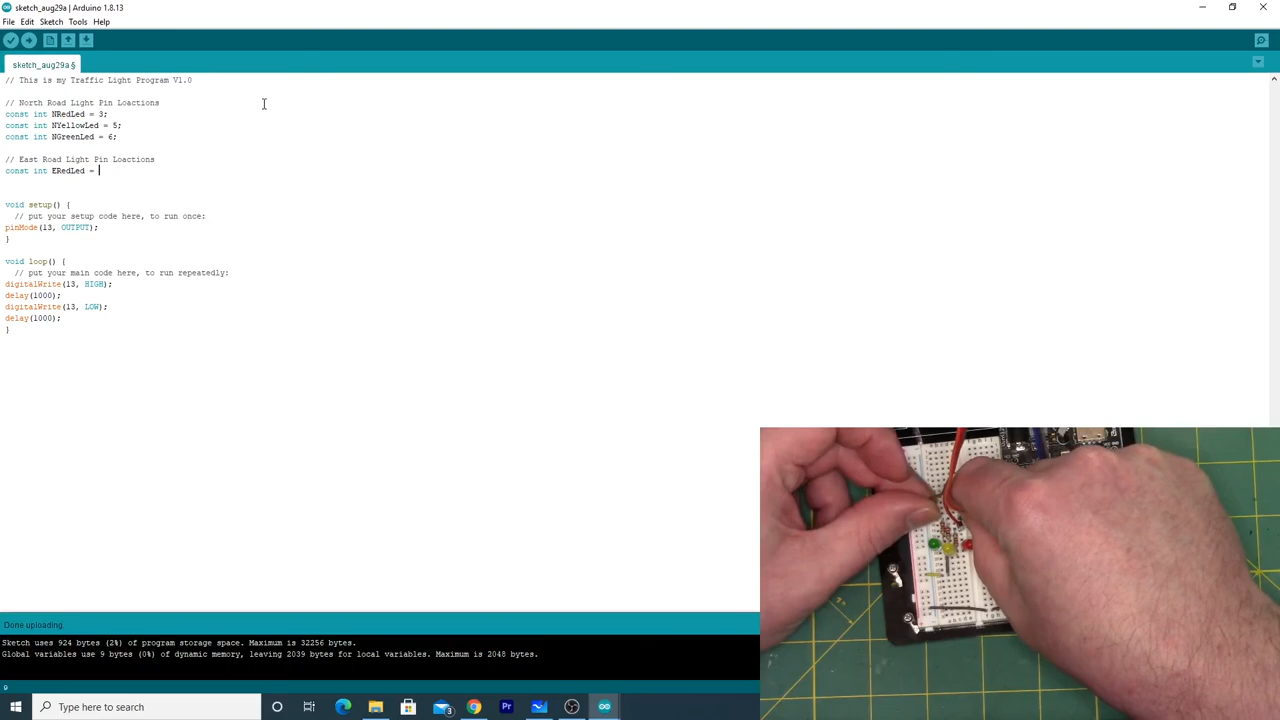 sketch_aug29a | Arduino 1.8.13
File Edit Sketch Tools Help
sketch_aug29a §
// This is my Traffic Light Program V1.0
// North Road Light Pin Loactions
const int NRedLed = 3;
const int NYellowLed = 5;
const int NGreenLed = 6;
// East Road Light Pin Loactions
const int ERedLed =
void setup() {
// put your setup code here, to run once:
pinMode(13, OUTPUT);
}
void loop() {
// put your main code here, to run repeatedly:
digitalWrite(13, HIGH);
delay(1000);
digitalWrite(13, LOW);
delay(1000);
}
Done uploading.
Sketch uses 924 bytes (2%) of program storage space. Maximum is 32256 bytes.
Global variables use 9 bytes (0%) of dynamic memory, leaving 2039 bytes for local variables. Maximum is 2048 bytes.
9
Type here to search
3
Pr